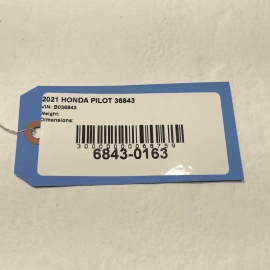 2021 HONDA PILOT 36843
VIN: B036843
Weight:
Dimensions:
6843-0163